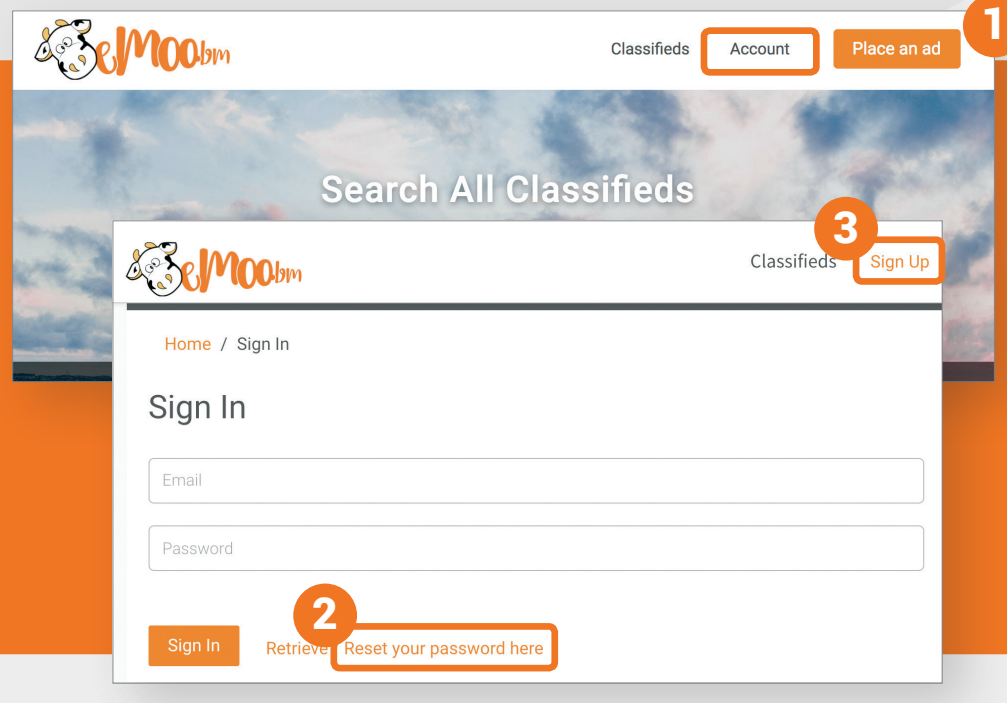 1
eMoo.bm
Classifieds Account Place an ad
Search All Classifieds
3
eMoo.bm
Classifieds Sign Up
Home / Sign In
Sign In
Email
Password
2
Sign In Retrieve Reset your password here